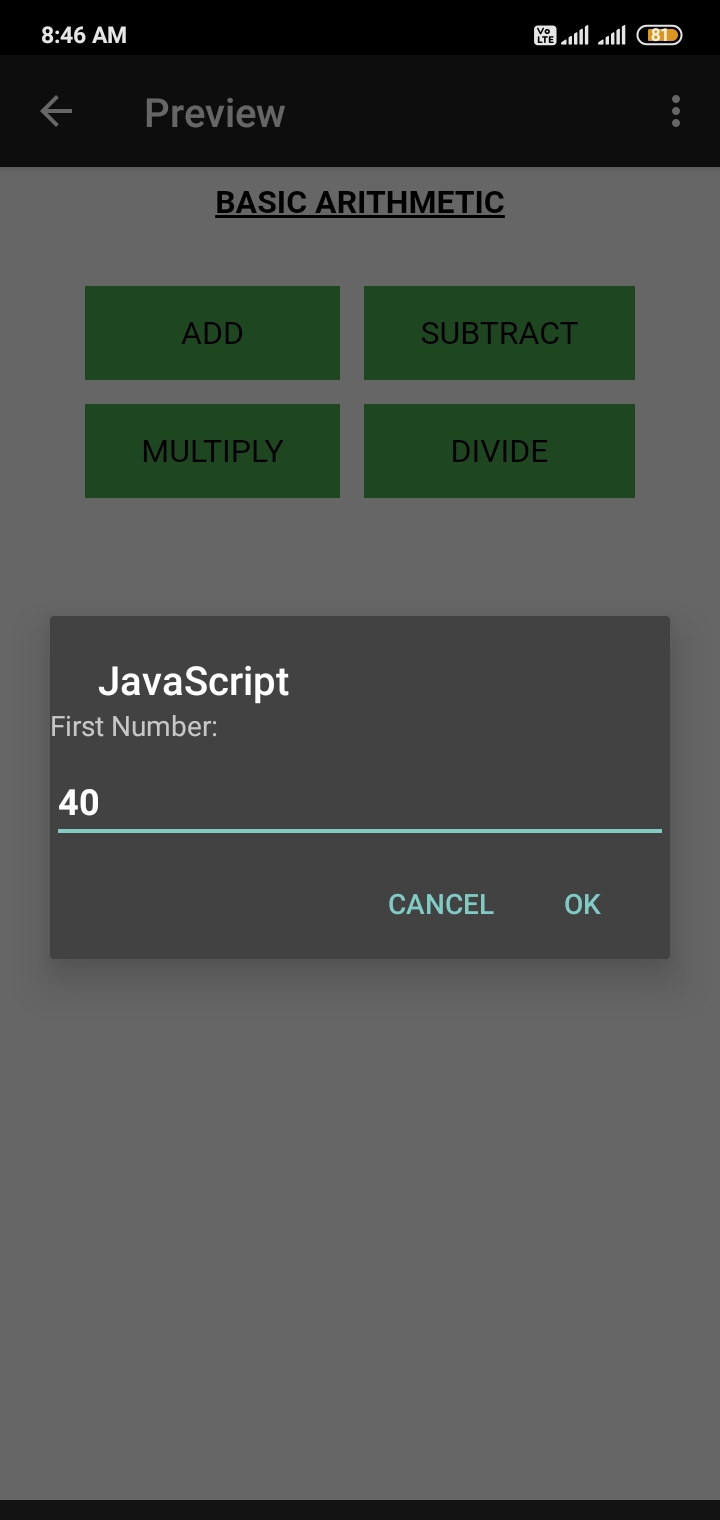 8:46 AM Vo LTE 81
Preview
BASIC ARITHMETIC
ADD SUBTRACT
MULTIPLY DIVIDE
JavaScript
First Number:
40
CANCEL OK